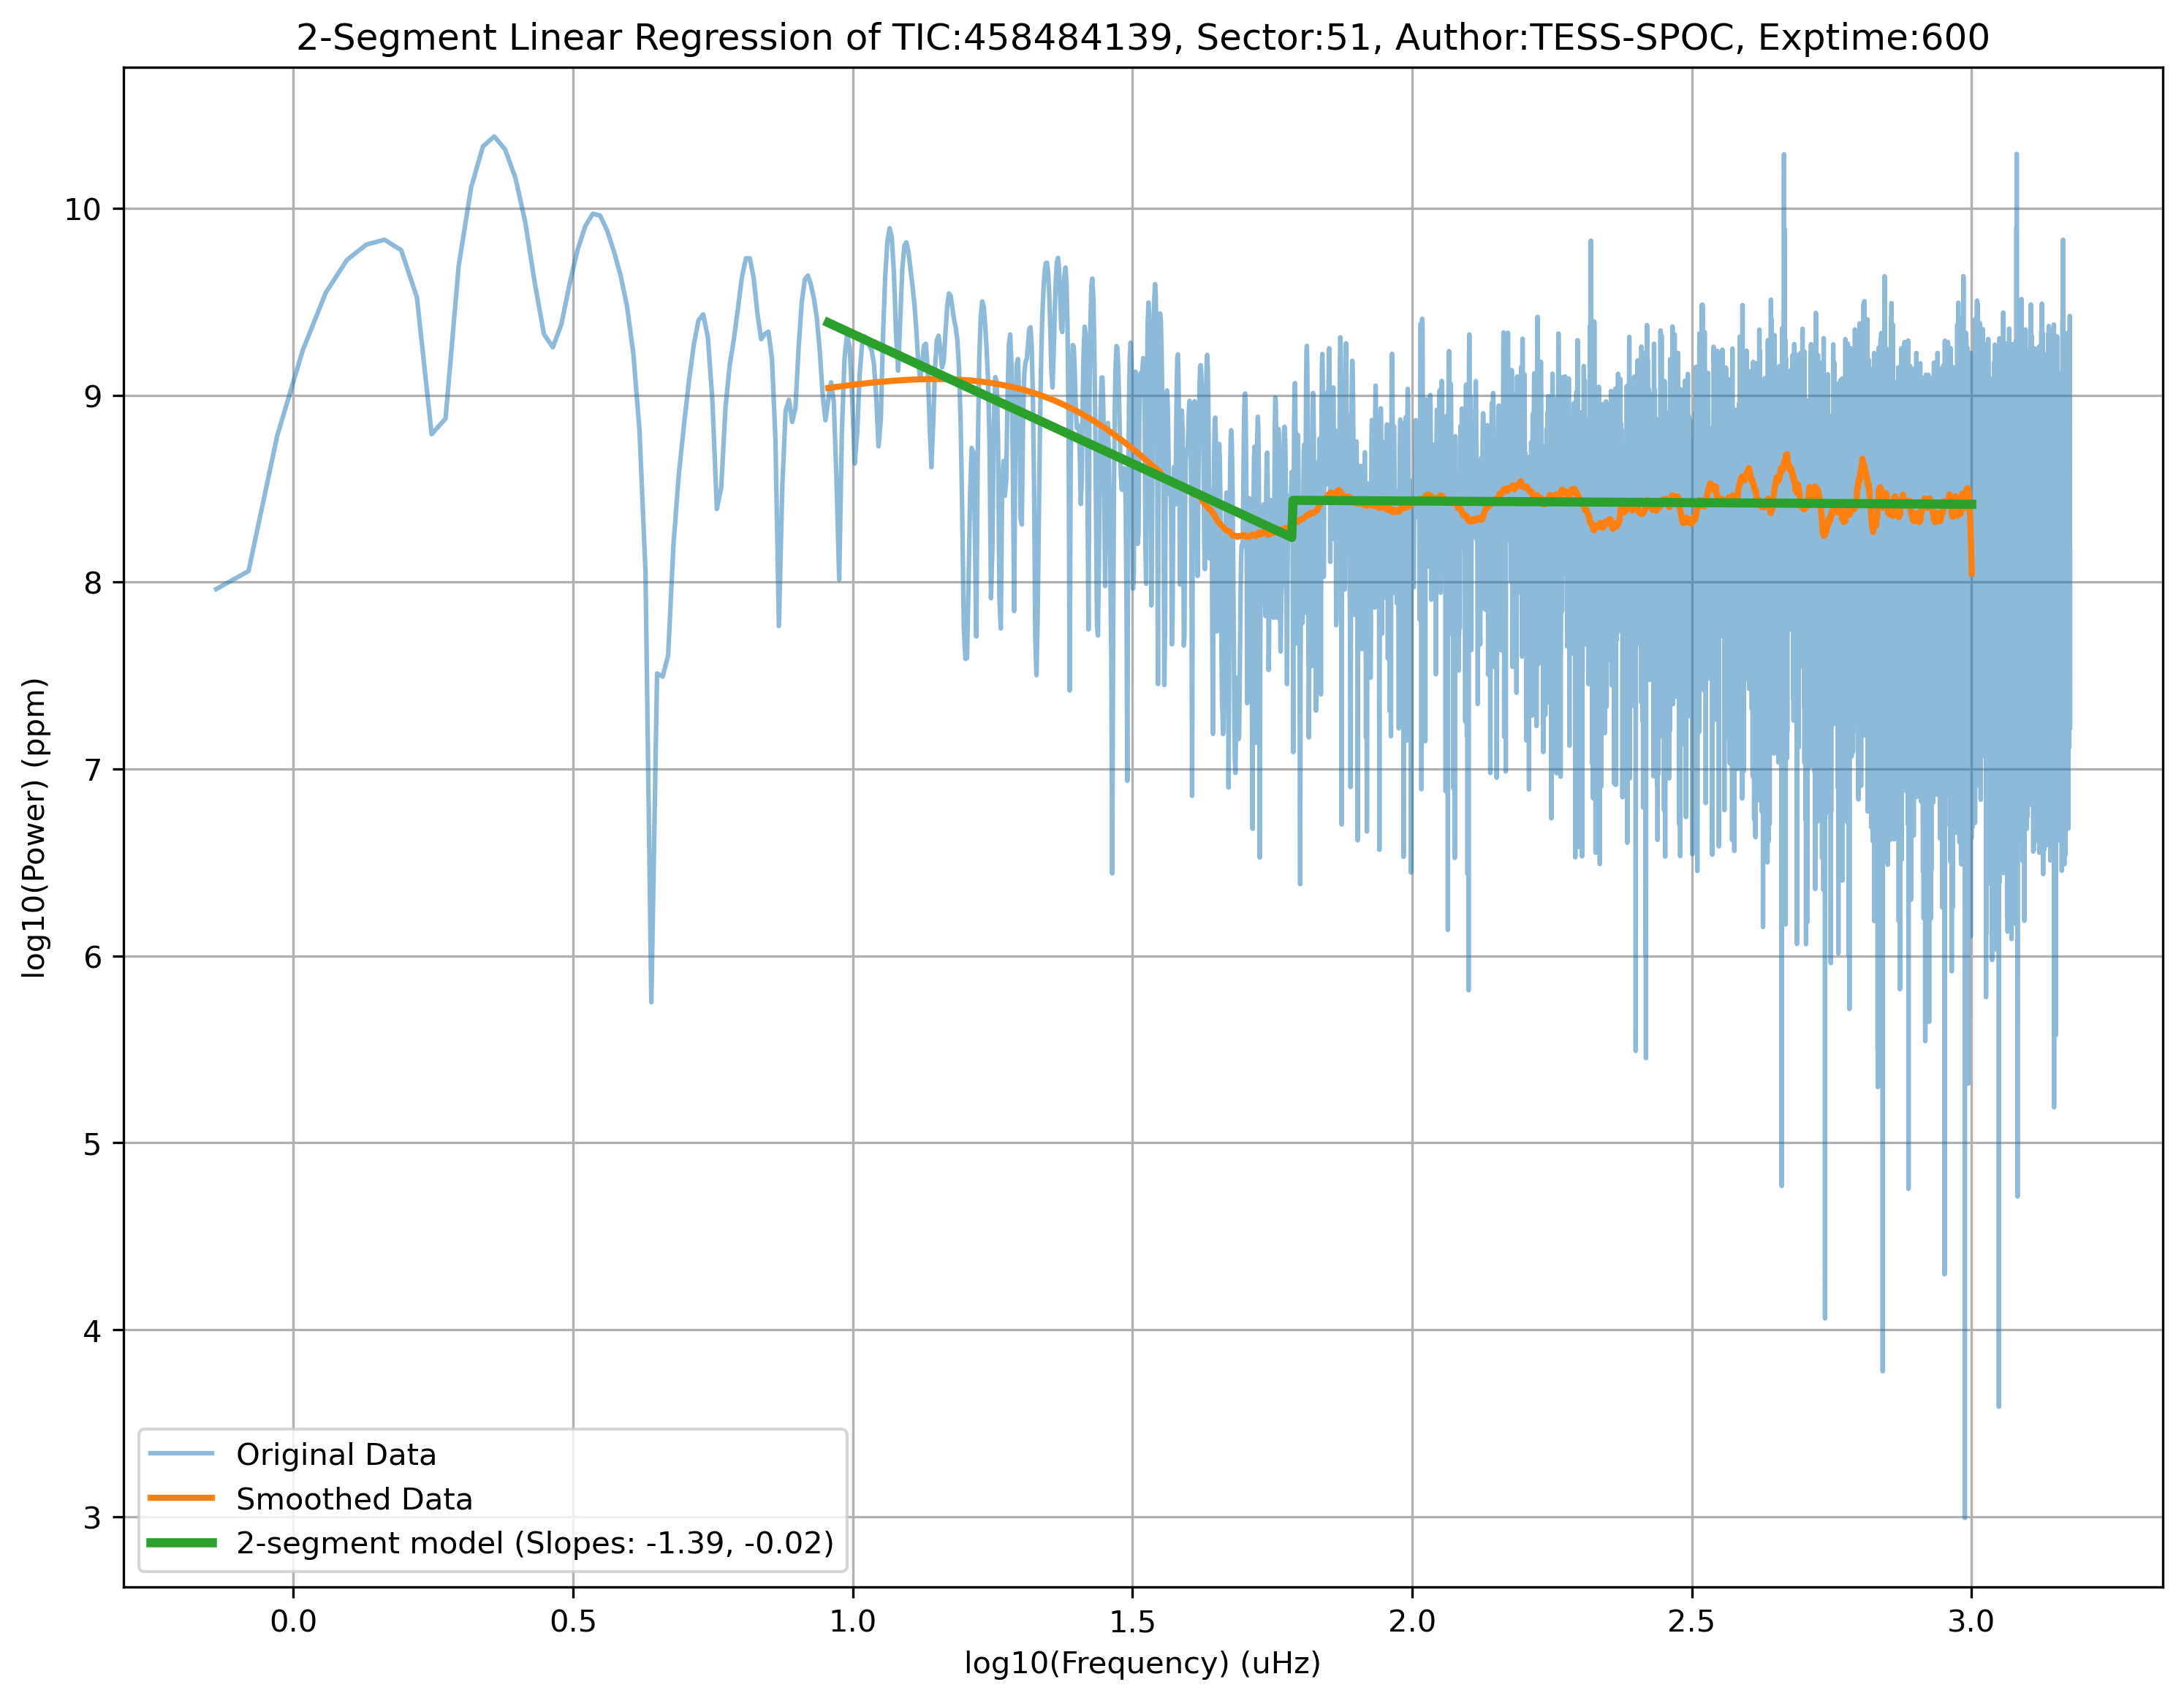 2-Segment Linear Regression of TIC:458484139, Sector:51, Author:TESS-SPOC, Exptime:600
log10(Power) (ppm)
10
9
8
7
6
5
4
3
Original Data
Smoothed Data
2-segment model (Slopes: -1.39, -0.02)
0.0 0.5 1.0 1.5 2.0 2.5 3.0
log10(Frequency) (uHz)